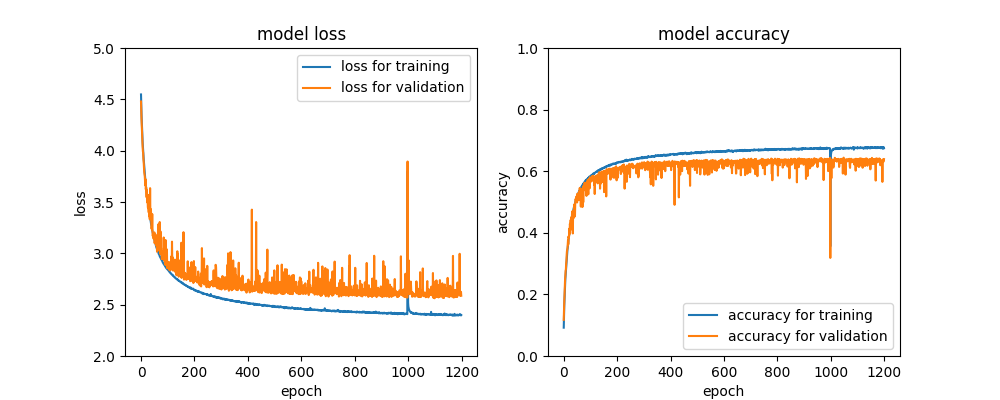 model loss
5.0
4.5
4.0
3.5
3.0
2.5
2.0
loss
loss for training
loss for validation
0 200 400 600 800 1000 1200
epoch
model accuracy
1.0
0.8
0.6
0.4
0.2
0.0
accuracy
accuracy for training
accuracy for validation
0 200 400 600 800 1000 1200
epoch